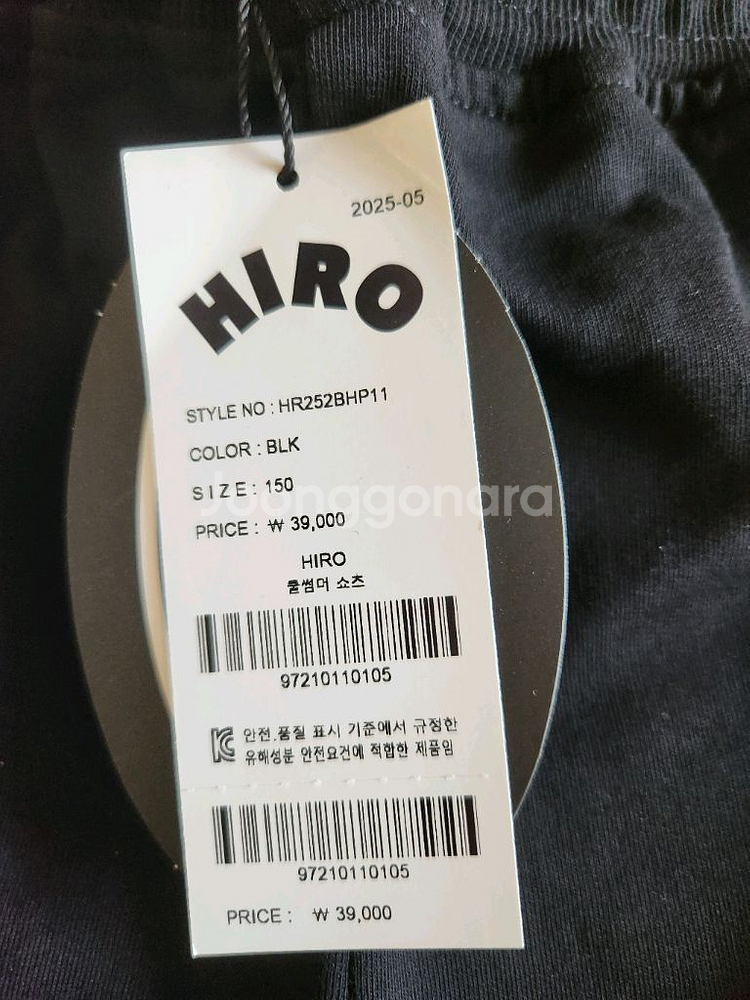 2025-05
HIRO
STYLE NO : HR252BHP11
COLOR : BLK
SIZE : 150
Joonggonara
PRICE : ₩ 39,000
HIRO
쿨썸머 쇼츠
97210110105
안전.품질 표시 기준에서 규정한
유해성분 안전요건에 적합한 제품임
97210110105
PRICE : ₩ 39,000